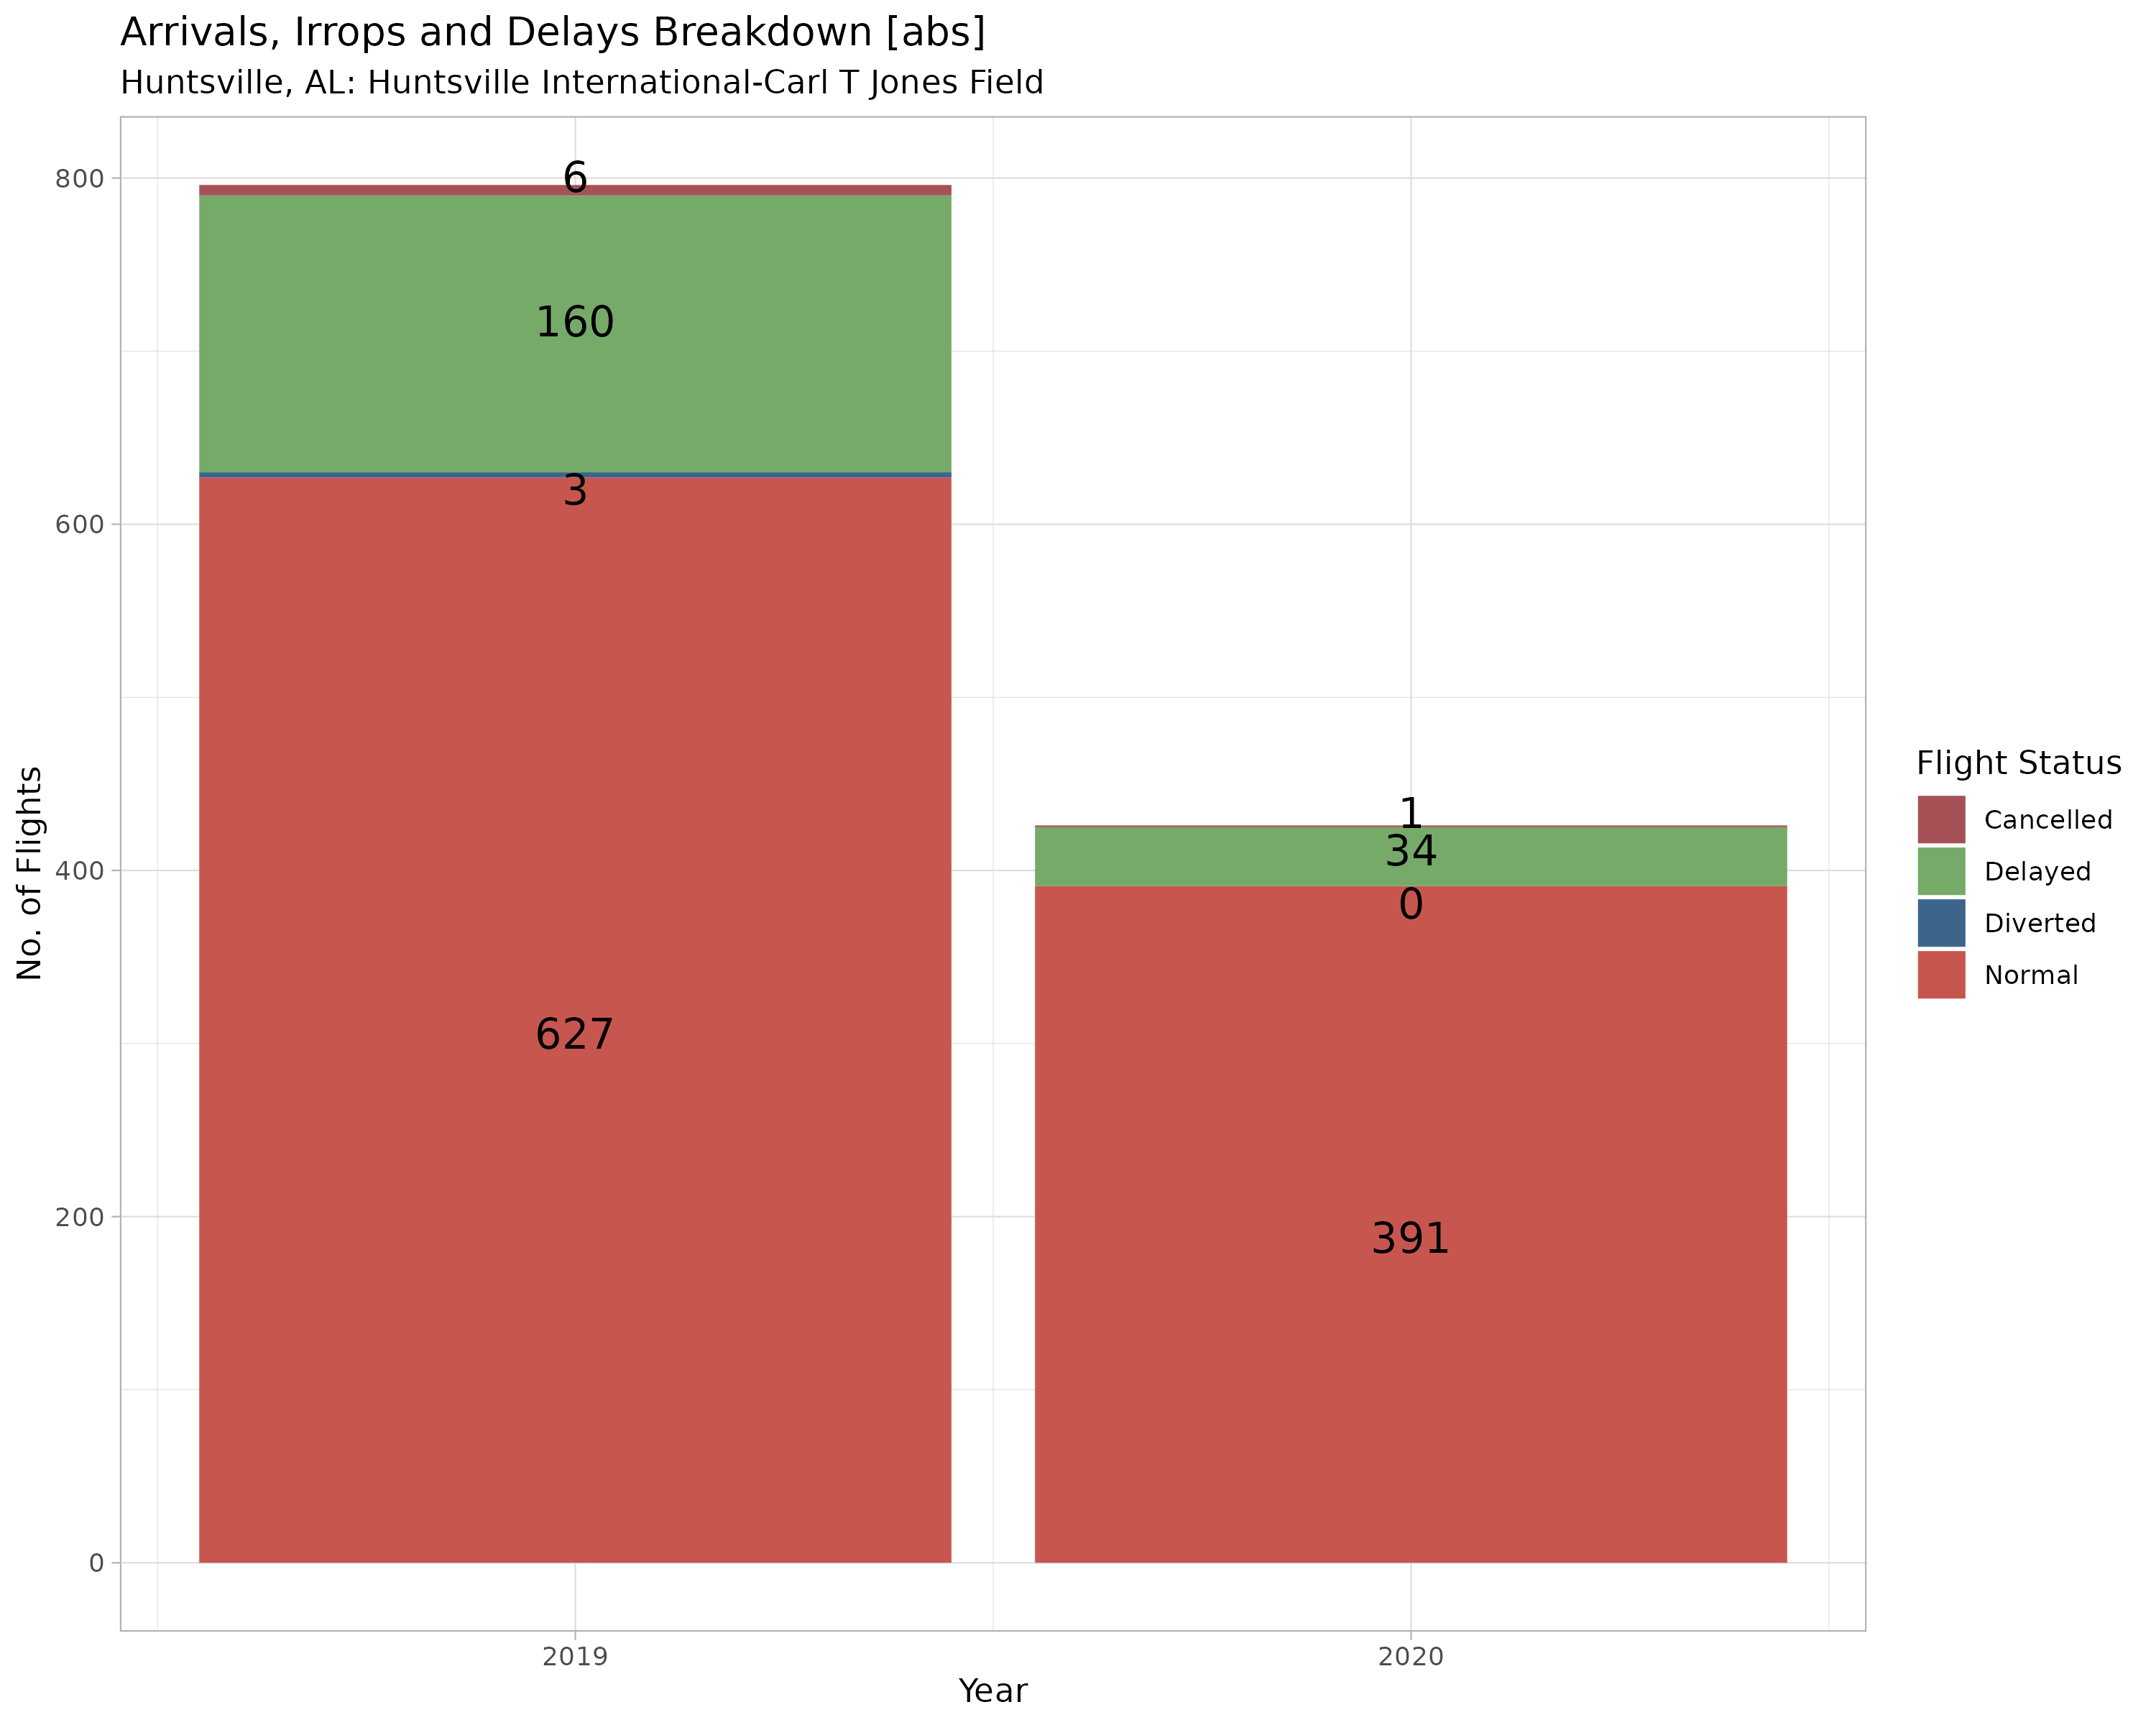 Arrivals, Irrops and Delays Breakdown [abs]
Huntsville, AL: Huntsville International-Carl T Jones Field
No. of Flights
800
600
400
200
0
6
160
3
627
1
34
0
391
2019
2020
Year
Flight Status
Cancelled
Delayed
Diverted
Normal